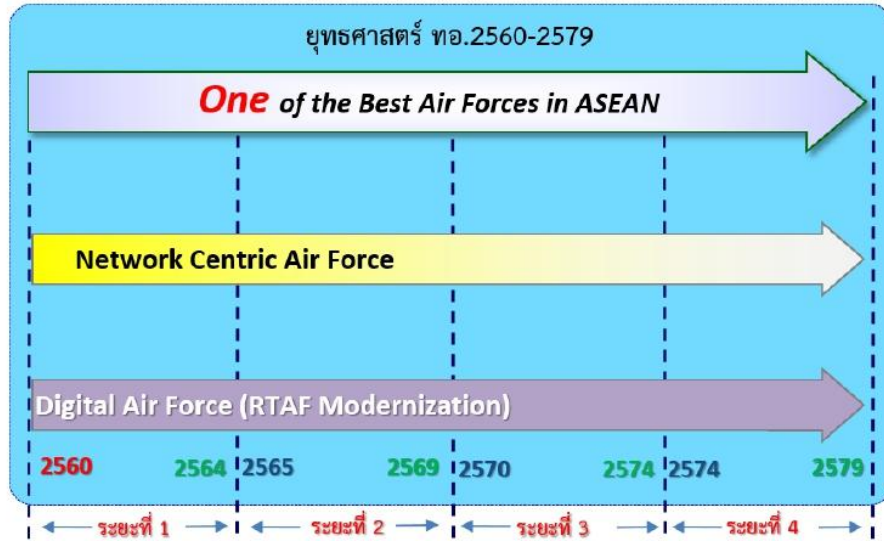 ยุทธศาสตร์ ทอ.2560-2579
One of the Best Air Forces in ASEAN
Network Centric Air Force
Digital Air Force (RTAF Modernization)
2560 2564 2565 2569 2570 2574 2574 2579
ระยะที่ 1 ระยะที่ 2 ระยะที่ 3 ระยะที่ 4